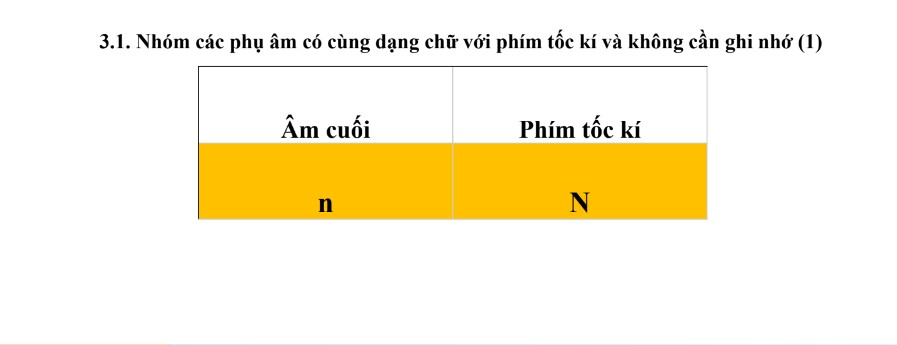 3.1. Nhóm các phụ âm có cùng dạng chữ với phím tốc kí và không cần ghi nhớ (1)
Âm cuối Phím tốc kí
n N